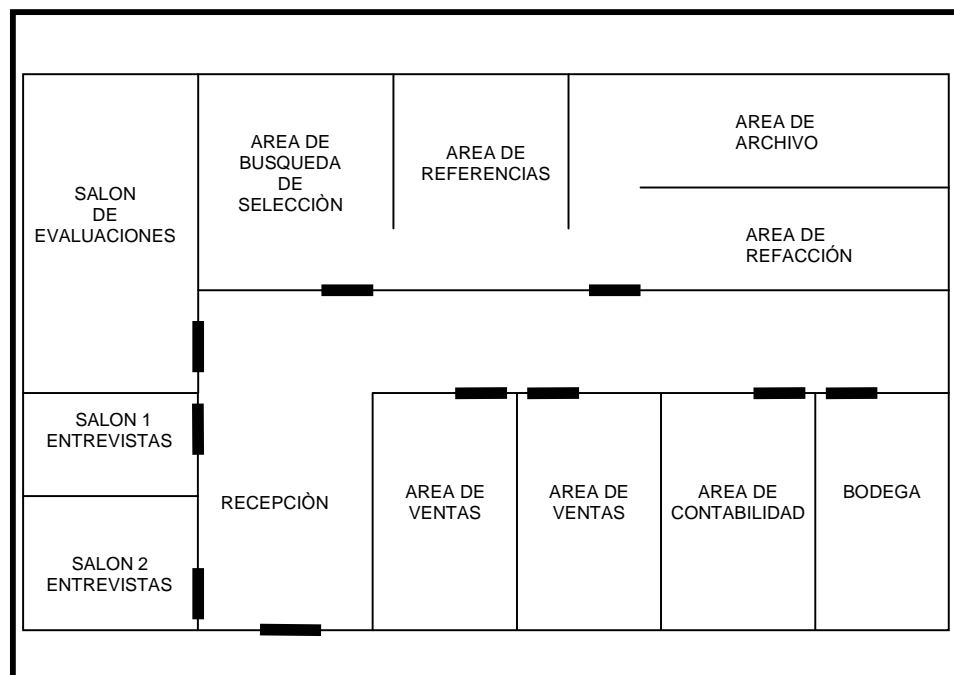 SALON
DE
EVALUACIONES
AREA DE
BUSQUEDA
DE
SELECCIÒN
AREA DE
REFERENCIAS
AREA DE
ARCHIVO
AREA DE
REFACCIÓN
SALON 1
ENTREVISTAS
SALON 2
ENTREVISTAS
RECEPCIÒN
AREA DE
VENTAS
AREA DE
VENTAS
AREA DE
CONTABILIDAD
BODEGA